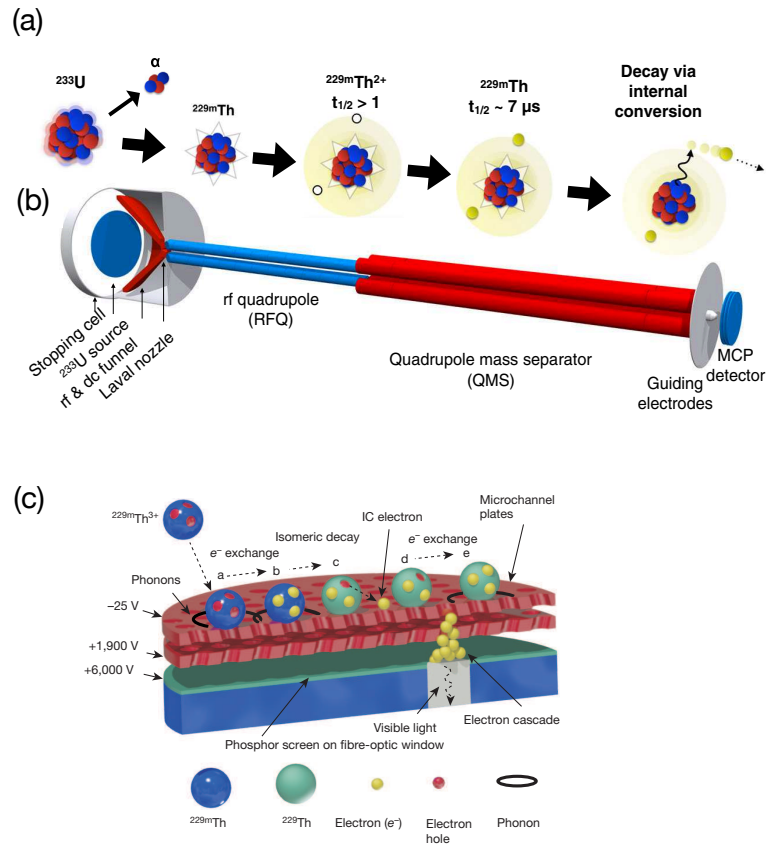 (a)
²³³U
α
²²⁹ᵐTh
²²⁹ᵐTh²⁺
t₁/₂ > 1
²²⁹ᵐTh
t₁/₂ ~ 7 µs
Decay via
internal
conversion
(b)
Stopping cell
²³³U source
rf & dc funnel
Laval nozzle
rf quadrupole
(RFQ)
Quadrupole mass separator
(QMS)
Guiding
electrodes
MCP
detector
(c)
²²⁹ᵐTh³⁺
Phonons
e⁻ exchange
a
b
Isomeric decay
c
IC electron
e⁻ exchange
d
e
Microchannel
plates
–25 V
+1,900 V
+6,000 V
Visible light
Electron cascade
Phosphor screen on fibre-optic window
²²⁹ᵐTh
²²⁹Th
Electron (e⁻)
Electron
hole
Phonon